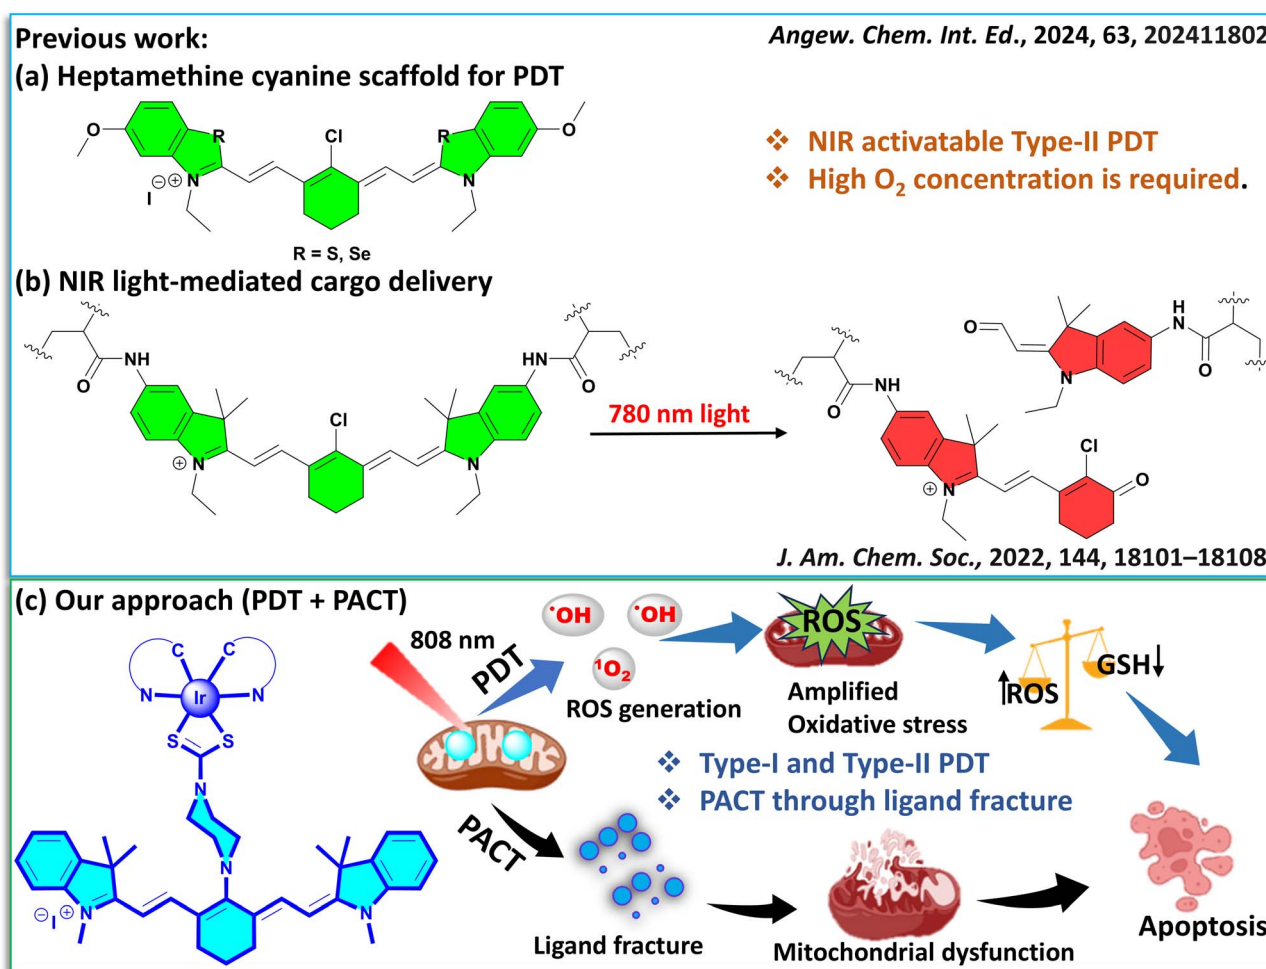 Previous work:
Angew. Chem. Int. Ed., 2024, 63, 202411802
(a) Heptamethine cyanine scaffold for PDT
O
R
Cl
R
O
N
⊕
⊖
I
N
❖ NIR activatable Type-II PDT
❖ High O₂ concentration is required.
R = S, Se
(b) NIR light-mediated cargo delivery
NH
O
Cl
N
⊕
N
HN
O
780 nm light
O
N
H
N
O
NH
O
N
⊕
Cl
O
J. Am. Chem. Soc., 2022, 144, 18101–18108
(c) Our approach (PDT + PACT)
C
C
N
Ir
N
S
S
N
N
N
⊕
⊖I
N
808 nm
PDT
•OH
•OH
¹O₂
ROS generation
ROS
Amplified
Oxidative stress
↑ROS
GSH↓
❖ Type-I and Type-II PDT
❖ PACT through ligand fracture
PACT
Ligand fracture
Mitochondrial dysfunction
Apoptosis